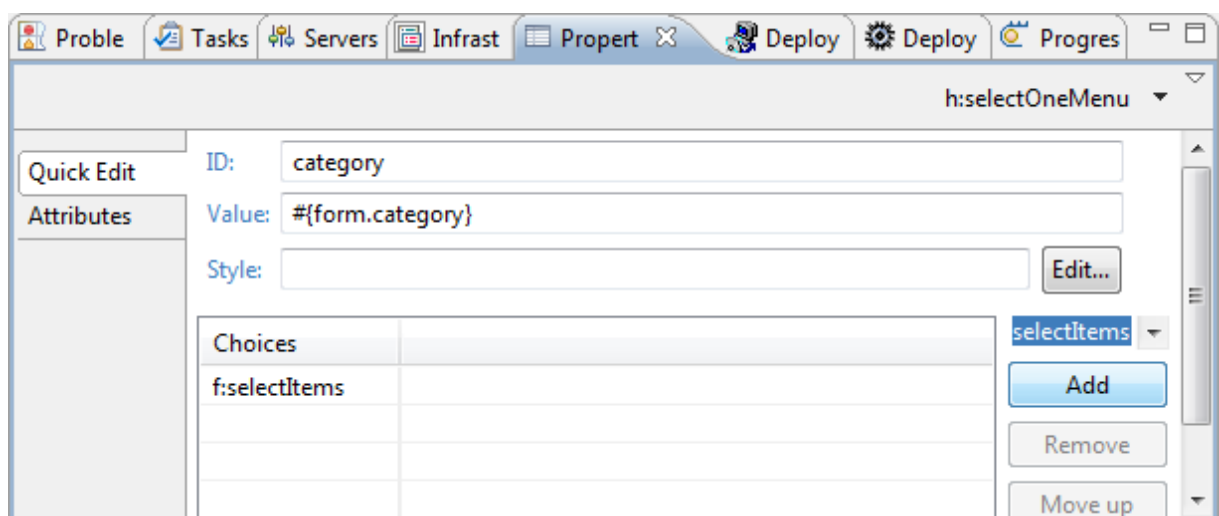 Proble Tasks Servers Infrast Propert Deploy Deploy Progres
h:selectOneMenu
Quick Edit
Attributes
ID: category
Value: #{form.category}
Style: Edit...
Choices
selectItems
f:selectItems
Add
Remove
Move up